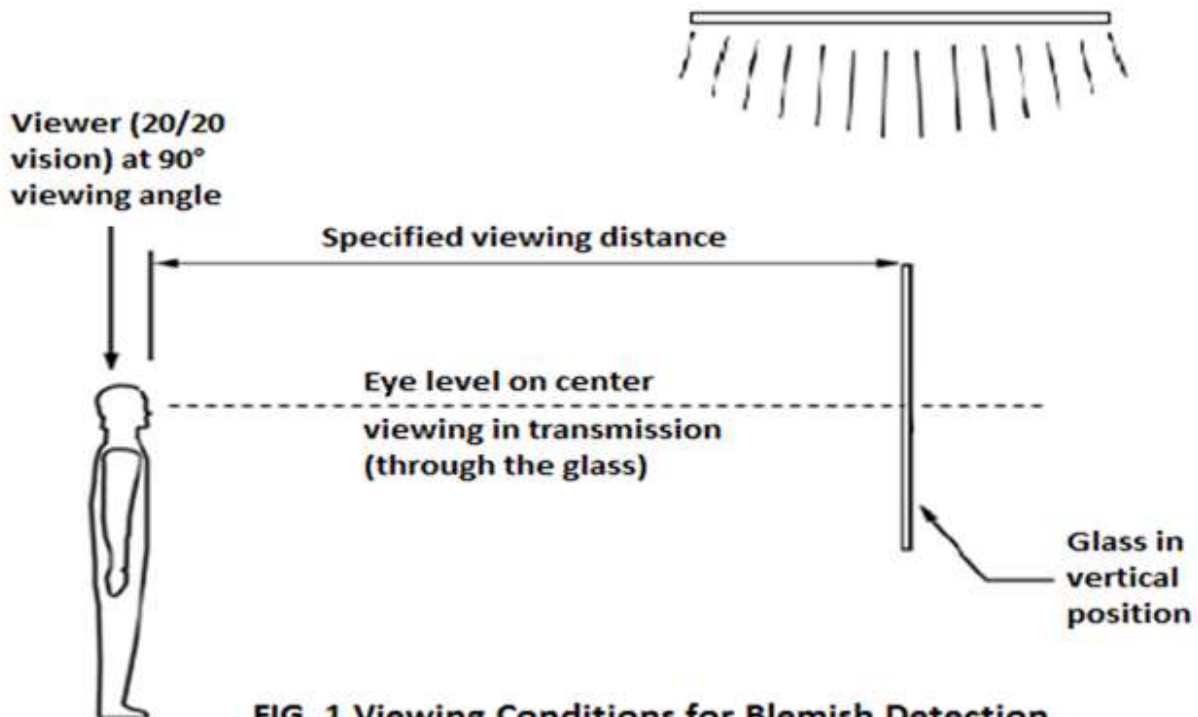 Viewer (20/20
vision) at 90°
viewing angle
Specified viewing distance
Eye level on center
viewing in transmission
(through the glass)
Glass in
vertical
position
FIG. 1 Viewing Conditions for Blemish Detection